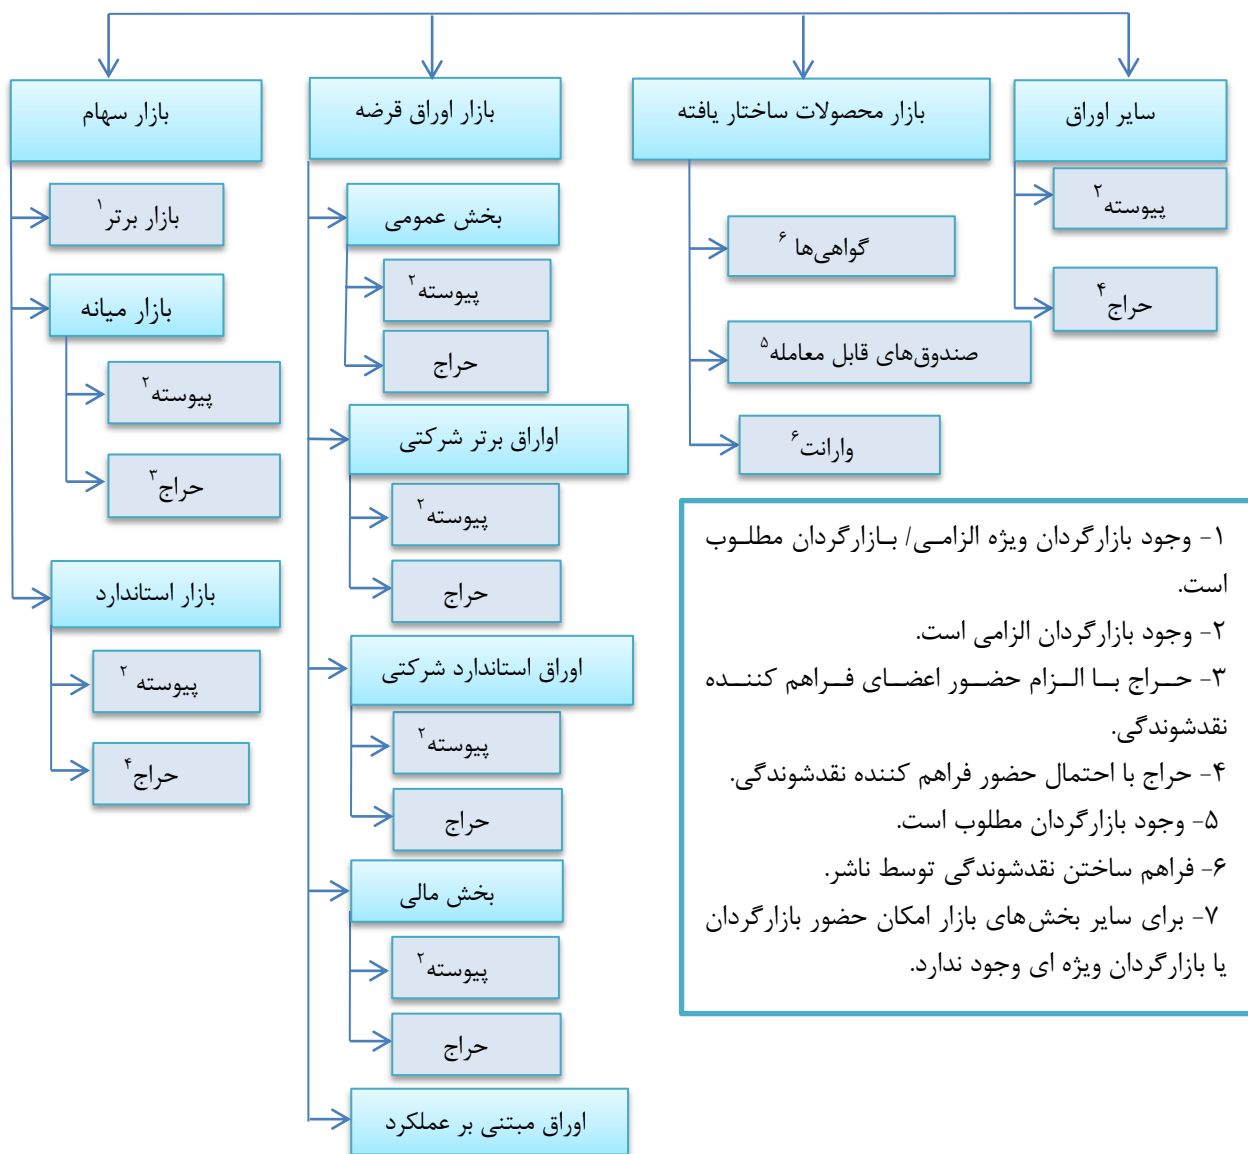 سایر اوراق
پیوسته۲
حراج۴
بازار محصولات ساختار یافته
گواهی‌ها ۶
صندوق‌های قابل معامله۵
وارانت۶
بازار اوراق قرضه
بخش عمومی
پیوسته۲
حراج
اواراق برتر شرکتی
پیوسته۲
حراج
اوراق استاندارد شرکتی
پیوسته۲
حراج
بخش مالی
پیوسته۲
حراج
اوراق مبتنی بر عملکرد
بازار سهام
بازار برتر۱
بازار میانه
پیوسته۲
حراج۳
بازار استاندارد
پیوسته ۲
حراج۴
۱- وجود بازارگردان ویژه الزامی/ بازارگردان مطلوب
است.
۲- وجود بازارگردان الزامی است.
۳- حراج با الزام حضور اعضای فراهم کننده
نقدشوندگی.
۴- حراج با احتمال حضور فراهم کننده نقدشوندگی.
۵- وجود بازارگردان مطلوب است.
۶- فراهم ساختن نقدشوندگی توسط ناشر.
۷- برای سایر بخش‌های بازار امکان حضور بازارگردان
یا بازارگردان ویژه ای وجود ندارد.